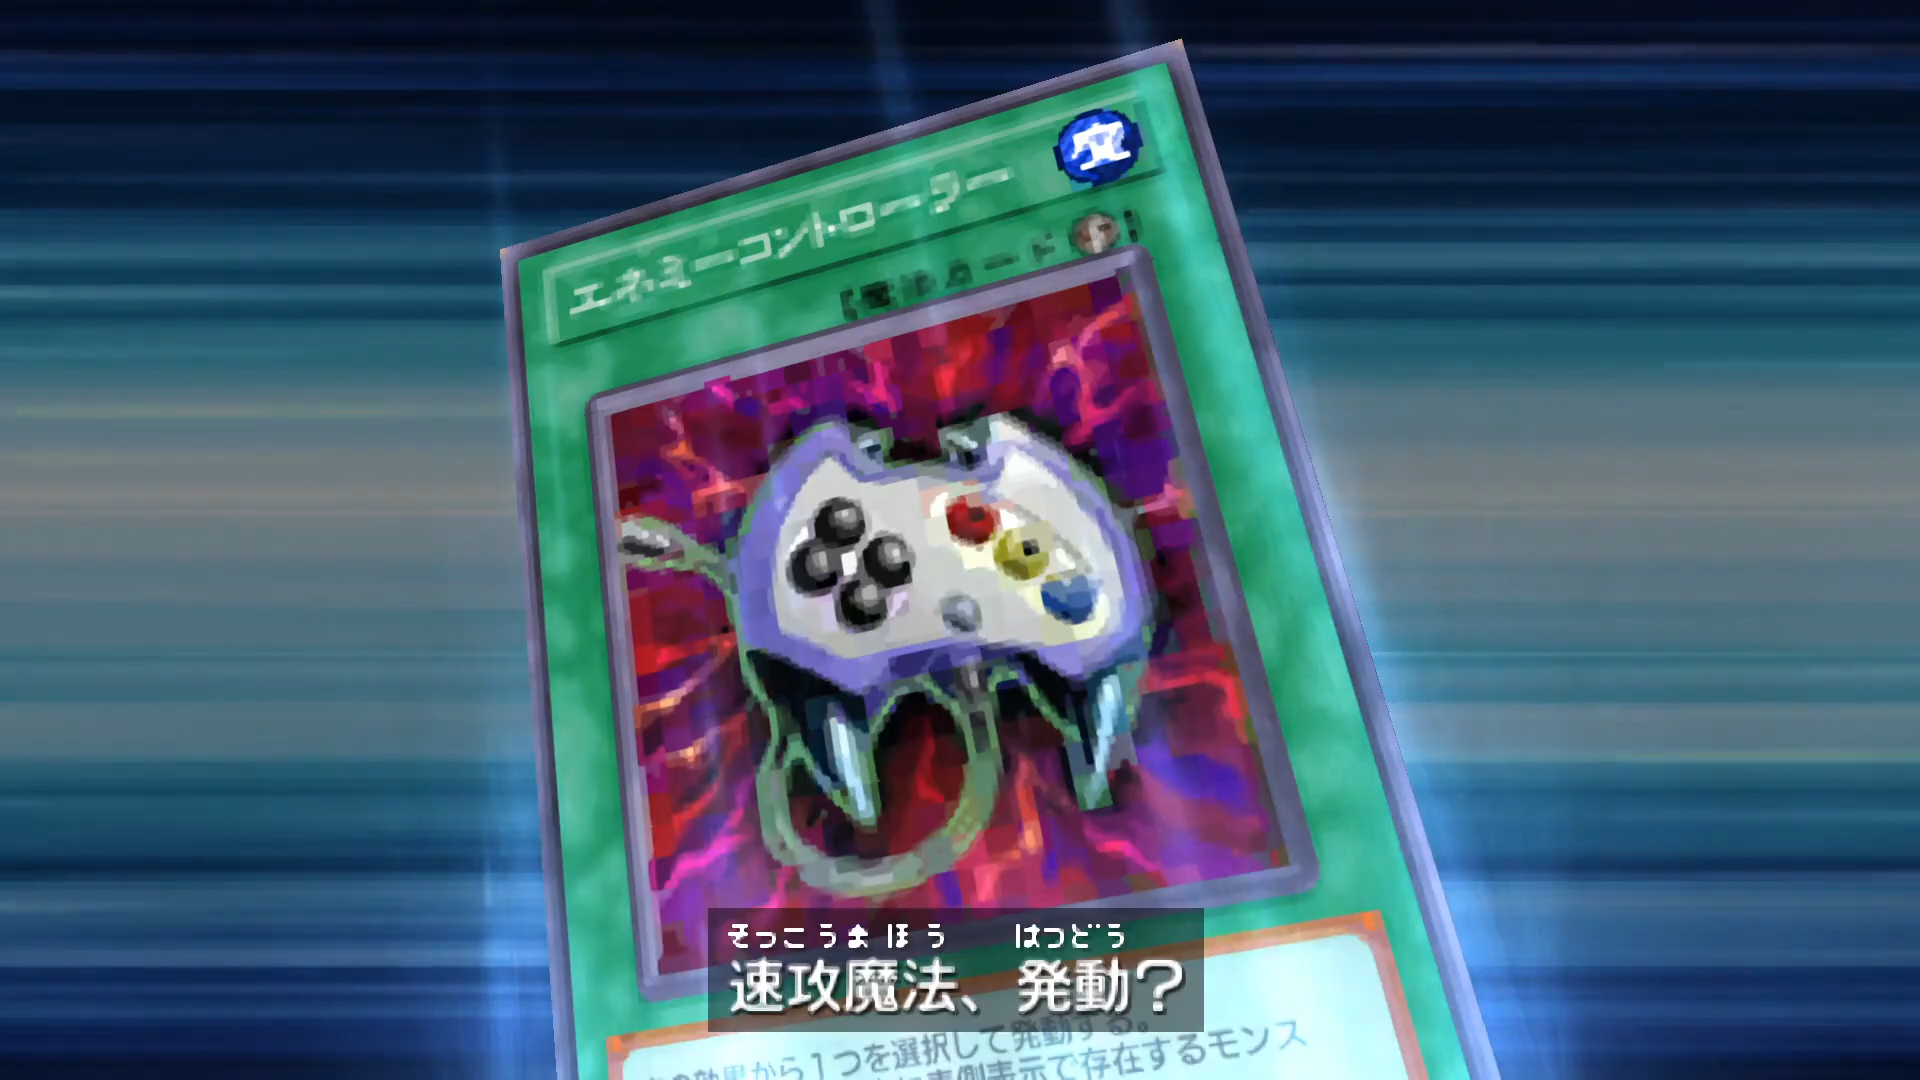 エネミーコントローラー
カード
そっこうまほう はつどう
速攻魔法、発動?
効果から1つを選択して発動する。
表側表示で存在するモンス